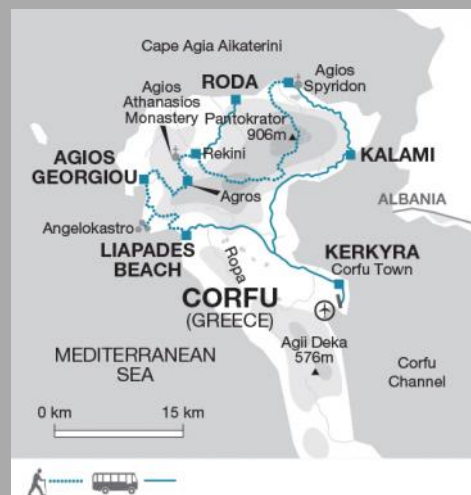 Cape Agia Aikaterini
Agios
Athanasios
Monastery
RODA
Agios
Spyridon
Pantokrator
906m
Rekini
KALAMI
AGIOS
GEORGIOU
Agros
ALBANIA
Angelokastro
LIAPADES
BEACH
Ropa
KERKYRA
Corfu Town
CORFU
(GREECE)
Agii Deka
576m
MEDITERRANEAN
SEA
Corfu
Channel
0 km
15 km